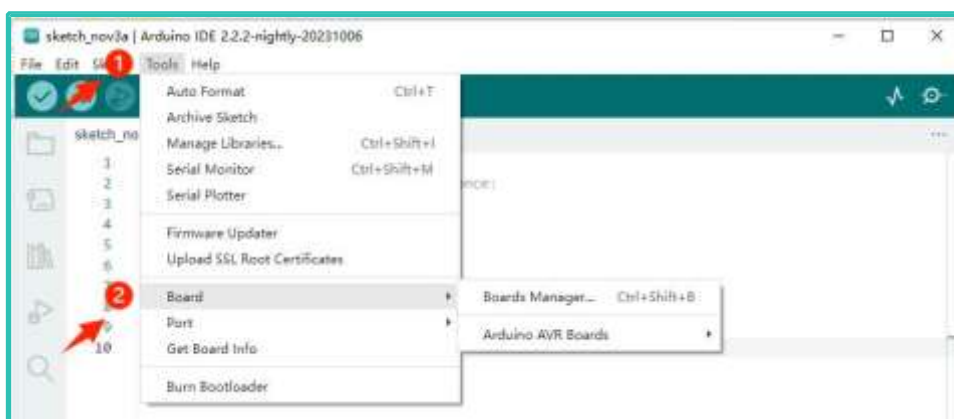 sketch_nov3a | Arduino IDE 2.2.2-nightly-20231006
File Edit 1 Tools Help
Auto Format Ctrl+T
Archive Sketch
sketch_no
Manage Libraries... Ctrl+Shift+I
1
Serial Monitor Ctrl+Shift+M
2
Serial Plotter
3
4
Firmware Updater
5
Upload SSL Root Certificates
6
2 Board Boards Manager... Ctrl+Shift+B
Port Arduino AVR Boards
9
10 Get Board Info
Burn Bootloader